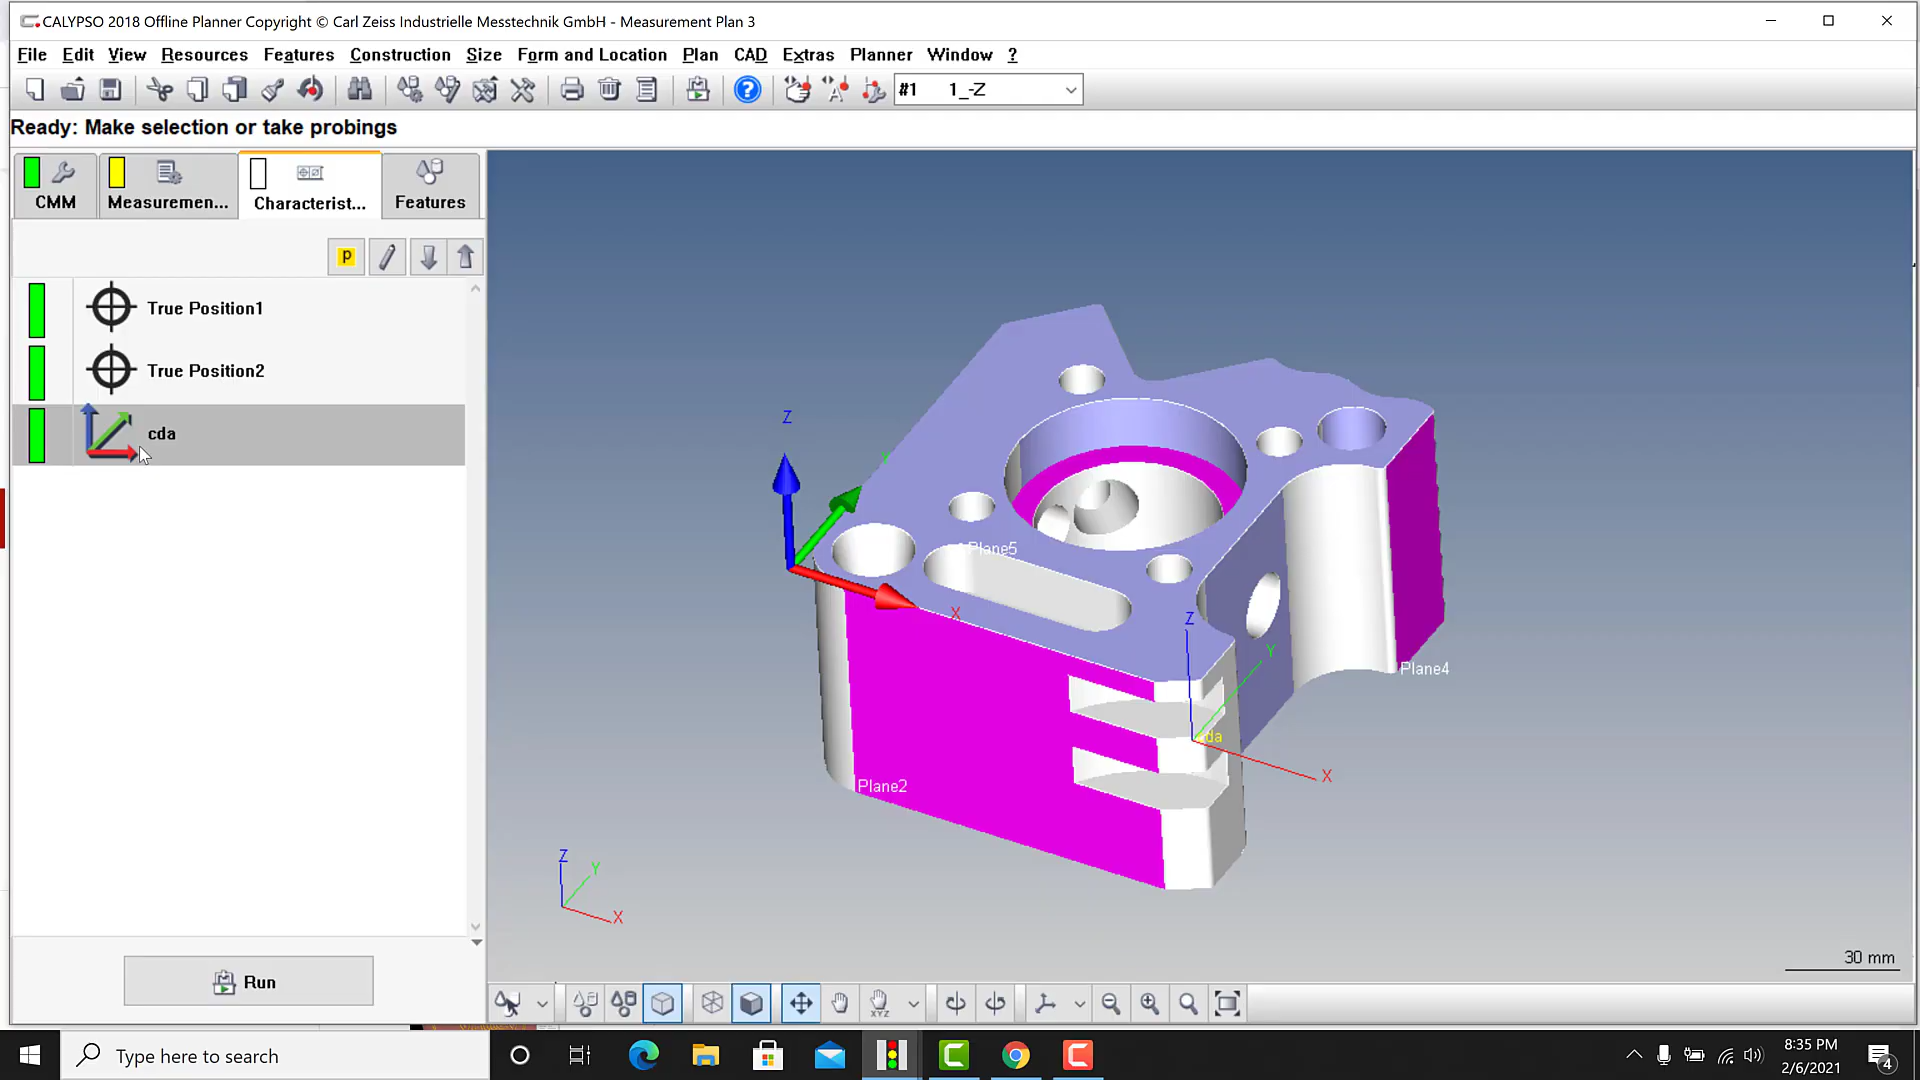 CALYPSO 2018 Offline Planner Copyright © Carl Zeiss Industrielle Messtechnik GmbH - Measurement Plan 3
File Edit View Resources Features Construction Size Form and Location Plan CAD Extras Planner Window ?
#1 1_-Z
Ready: Make selection or take probings
CMM Measuremen... Characterist... Features
p
True Position1
True Position2
cda
Z
Y
X
Plane5
Z
Y
X
cda
Plane4
Plane2
Z
Y
X
XYZ
30 mm
Run
Type here to search
8:35 PM
2/6/2021
4